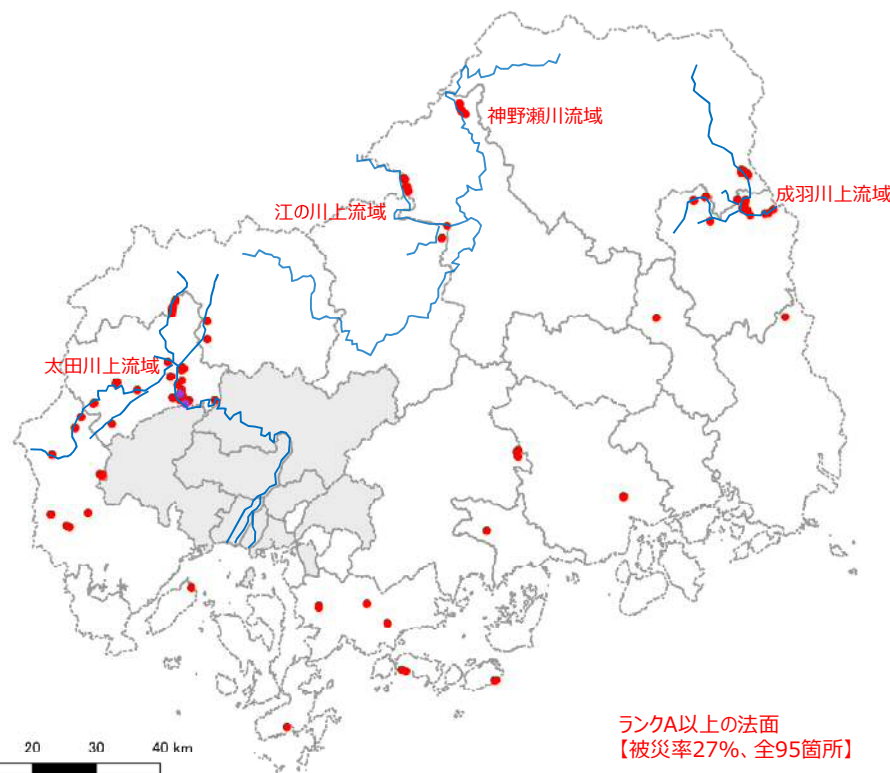 神野瀬川流域
成羽川上流域
江の川上流域
太田川上流域
ランクA以上の法面
【被災率27%、全95箇所】
20 30 40 km